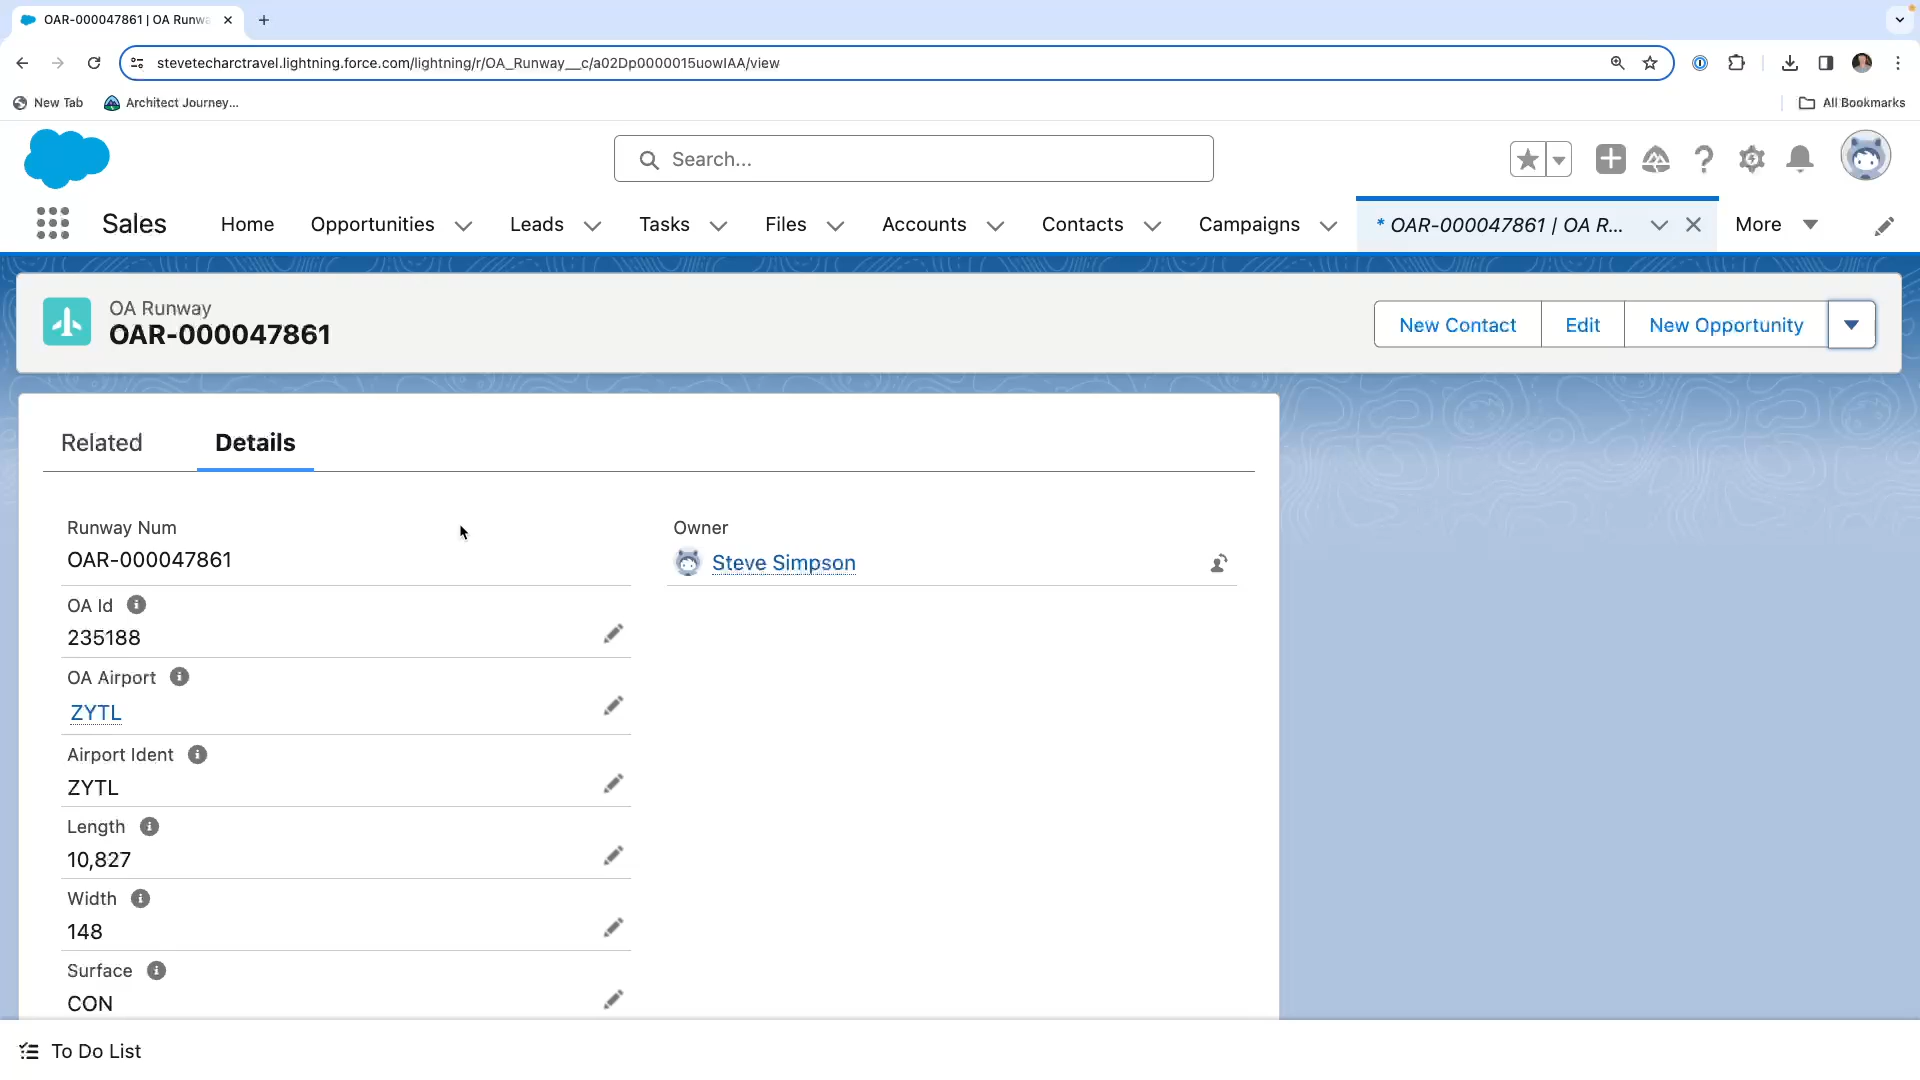 OAR-000047861 | OA Runwa
stevetecharctravel.lightning.force.com/lightning/r/OA_Runway__c/a02Dp0000015uowIAA/view
New Tab
Architect Journey...
All Bookmarks
Search...
Sales
Home
Opportunities
Leads
Tasks
Files
Accounts
Contacts
Campaigns
* OAR-000047861 | OA R...
More
OA Runway
OAR-000047861
New Contact
Edit
New Opportunity
Related
Details
Runway Num
OAR-000047861
Owner
Steve Simpson
OA Id
235188
OA Airport
ZYTL
Airport Ident
ZYTL
Length
10,827
Width
148
Surface
CON
To Do List